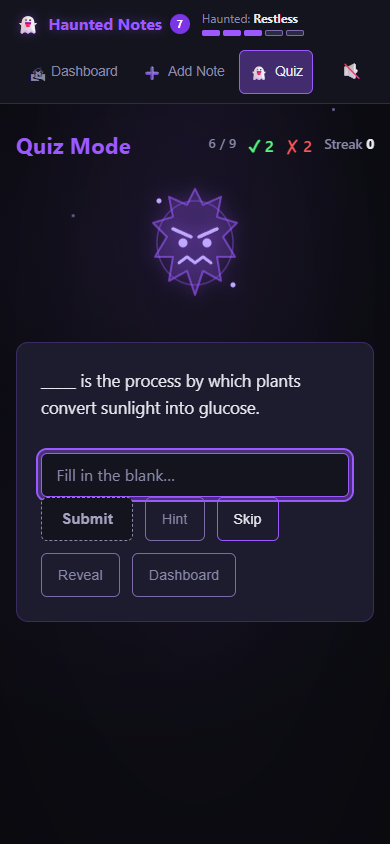 Haunted Notes 7
Haunted: Restless
Dashboard
Add Note
Quiz
Quiz Mode
6 / 9 ✓ 2 ✗ 2 Streak 0
_____ is the process by which plants
convert sunlight into glucose.
Fill in the blank...
Submit
Hint
Skip
Reveal
Dashboard